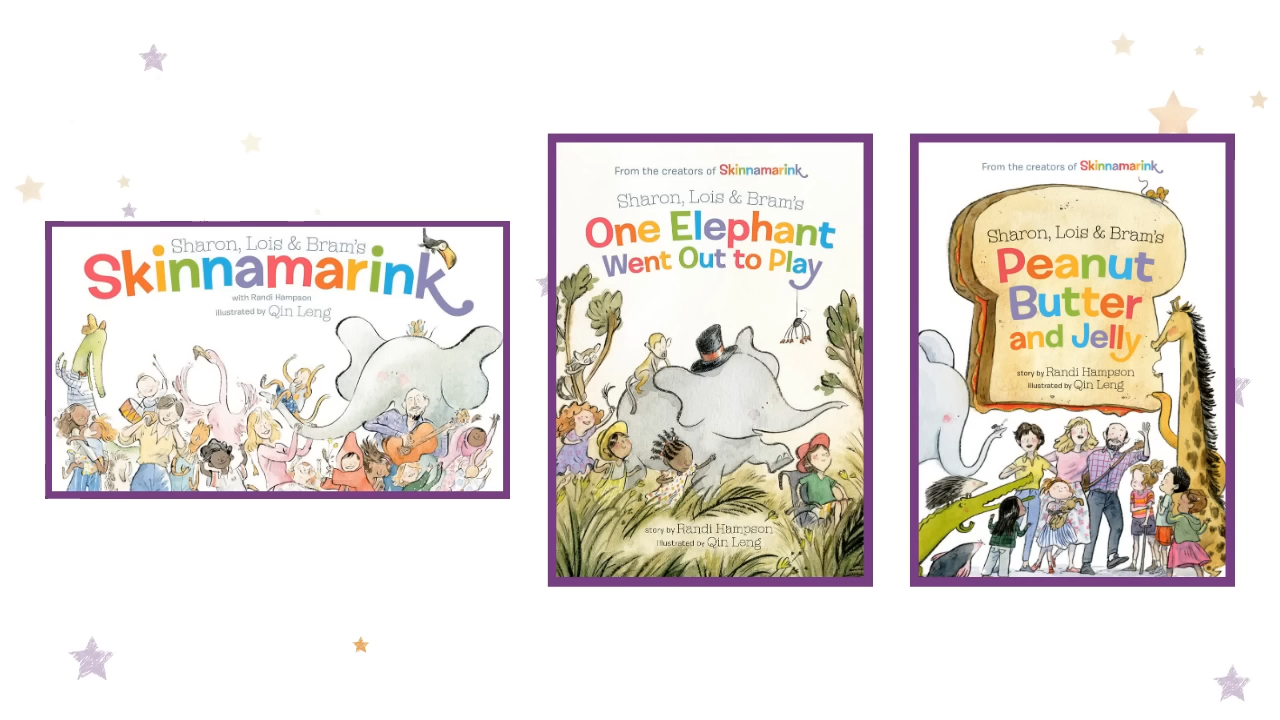 Sharon, Lois & Bram's
Skinnamarink
with Randi Hampson
illustrated by Qin Leng
From the creators of Skinnamarink
Sharon, Lois & Bram's
One Elephant
Went Out to Play
story by Randi Hampson
illustrated by Qin Leng
From the creators of Skinnamarink
Sharon, Lois & Bram's
Peanut
Butter
and Jelly
story by Randi Hampson
illustrated by Qin Leng